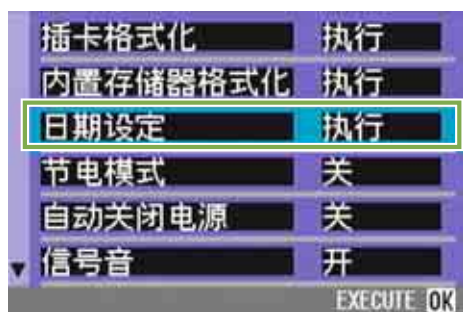 插卡格式化 执行
内置存储器格式化 执行
日期设定 执行
节电模式 关
自动关闭电源 关
信号音 开
EXECUTE OK